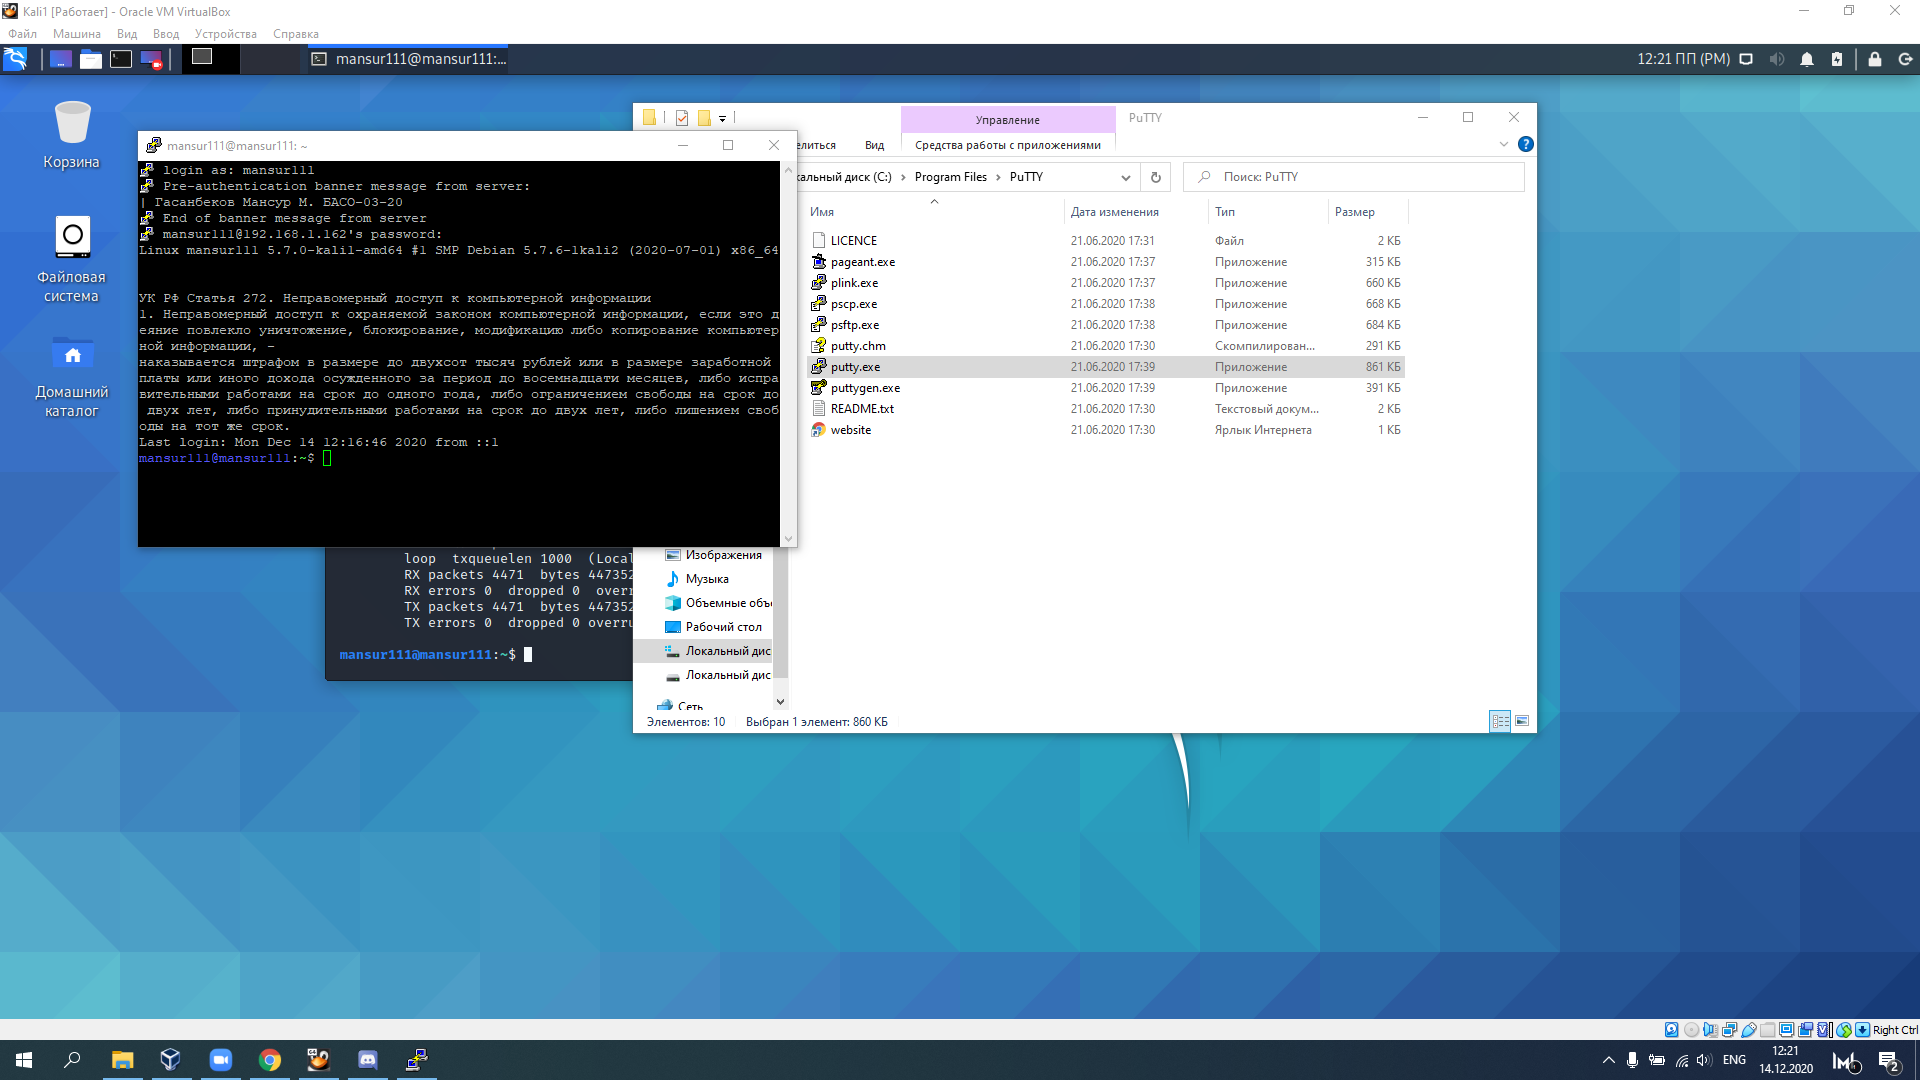 Kali1 [Работает] - Oracle VM VirtualBox
Файл Машина Вид Ввод Устройства Справка
mansur111@mansur111:...
12:21 ПП (PM)
Корзина
Файловая
система
Домашний
каталог
mansur111@mansur111: ~
login as: mansur111
Pre-authentication banner message from server:
| Гасанбеков Мансур М. БАСО-03-20
End of banner message from server
mansur111@192.168.1.162's password:
Linux mansur111 5.7.0-kali1-amd64 #1 SMP Debian 5.7.6-1kali2 (2020-07-01) x86_64
УК РФ Статья 272. Неправомерный доступ к компьютерной информации
1. Неправомерный доступ к охраняемой законом компьютерной информации, если это д
еяние повлекло уничтожение, блокирование, модификацию либо копирование компьютер
ной информации, -
наказывается штрафом в размере до двухсот тысяч рублей или в размере заработной
платы или иного дохода осужденного за период до восемнадцати месяцев, либо испра
вительными работами на срок до одного года, либо ограничением свободы на срок до
двух лет, либо принудительными работами на срок до двух лет, либо лишением своб
оды на тот же срок.
Last login: Mon Dec 14 12:16:46 2020 from ::1
mansur111@mansur111:~$
loop txqueuelen 1000 (Local
RX packets 4471 bytes 447352
RX errors 0 dropped 0 overr
TX packets 4471 bytes 447352
TX errors 0 dropped 0 overru
mansur111@mansur111:~$
Управление
PuTTY
елиться Вид Средства работы с приложениями
кальный диск (C:) › Program Files › PuTTY
Поиск: PuTTY
Имя Дата изменения Тип Размер
LICENCE 21.06.2020 17:31 Файл 2 КБ
pageant.exe 21.06.2020 17:37 Приложение 315 КБ
plink.exe 21.06.2020 17:37 Приложение 660 КБ
pscp.exe 21.06.2020 17:38 Приложение 668 КБ
psftp.exe 21.06.2020 17:38 Приложение 684 КБ
putty.chm 21.06.2020 17:30 Скомпилирован... 291 КБ
putty.exe 21.06.2020 17:39 Приложение 861 КБ
puttygen.exe 21.06.2020 17:39 Приложение 391 КБ
README.txt 21.06.2020 17:30 Текстовый докум... 2 КБ
website 21.06.2020 17:30 Ярлык Интернета 1 КБ
Изображения
Музыка
Объемные объ
Рабочий стол
Локальный дис
Локальный дис
Сеть
Элементов: 10 Выбран 1 элемент: 860 КБ
Right Ctrl
ENG
12:21
14.12.2020
2